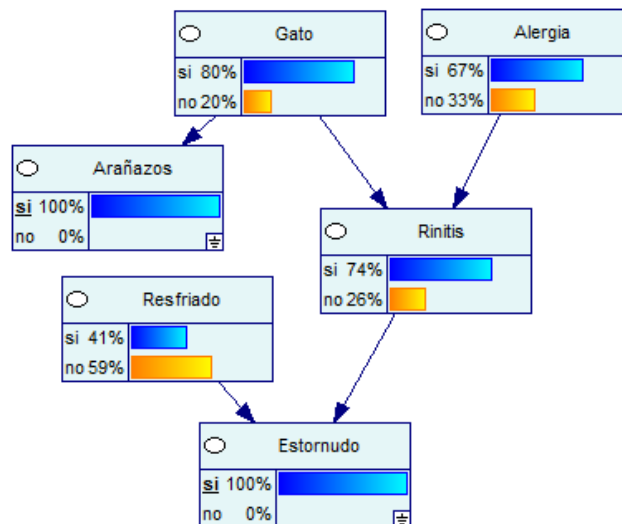 Gato
si 80%
no 20%
Alergia
si 67%
no 33%
Arañazos
si 100%
no 0%
Rinitis
si 74%
no 26%
Resfriado
si 41%
no 59%
Estornudo
si 100%
no 0%